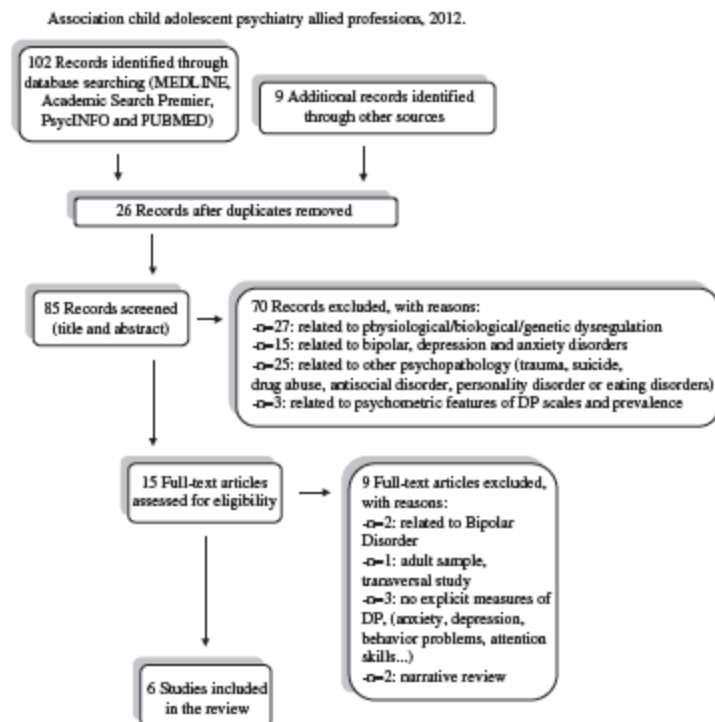 Association child adolescent psychiatry allied professions, 2012.
102 Records identified through
database searching (MEDLINE,
Academic Search Premier,
PsycINFO and PUBMED)
9 Additional records identified
through other sources
26 Records after duplicates removed
85 Records screened
(title and abstract)
70 Records excluded, with reasons:
-n=27: related to physiological/biological/genetic dysregulation
-n=15: related to bipolar, depression and anxiety disorders
-n=25: related to other psychopathology (trauma, suicide,
drug abuse, antisocial disorder, personality disorder or eating disorders)
-n=3: related to psychometric features of DP scales and prevalence
15 Full-text articles
assessed for eligibility
9 Full-text articles excluded,
with reasons:
-n=2: related to Bipolar
Disorder
-n=1: adult sample,
transversal study
-n=3: no explicit measures of
DP, (anxiety, depression,
behavior problems, attention
skills...)
-n=2: narrative review
6 Studies included
in the review